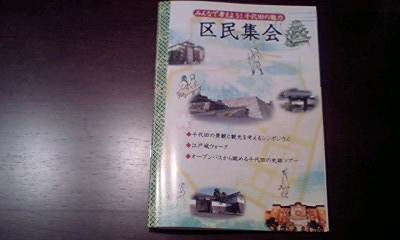 みんなで考えよう！千代田の魅力
区民集会
◆千代田の景観と観光を考えるシンポジウム
◆江戸城ウォーク
◆オープンバスから眺める千代田の史跡ツアー